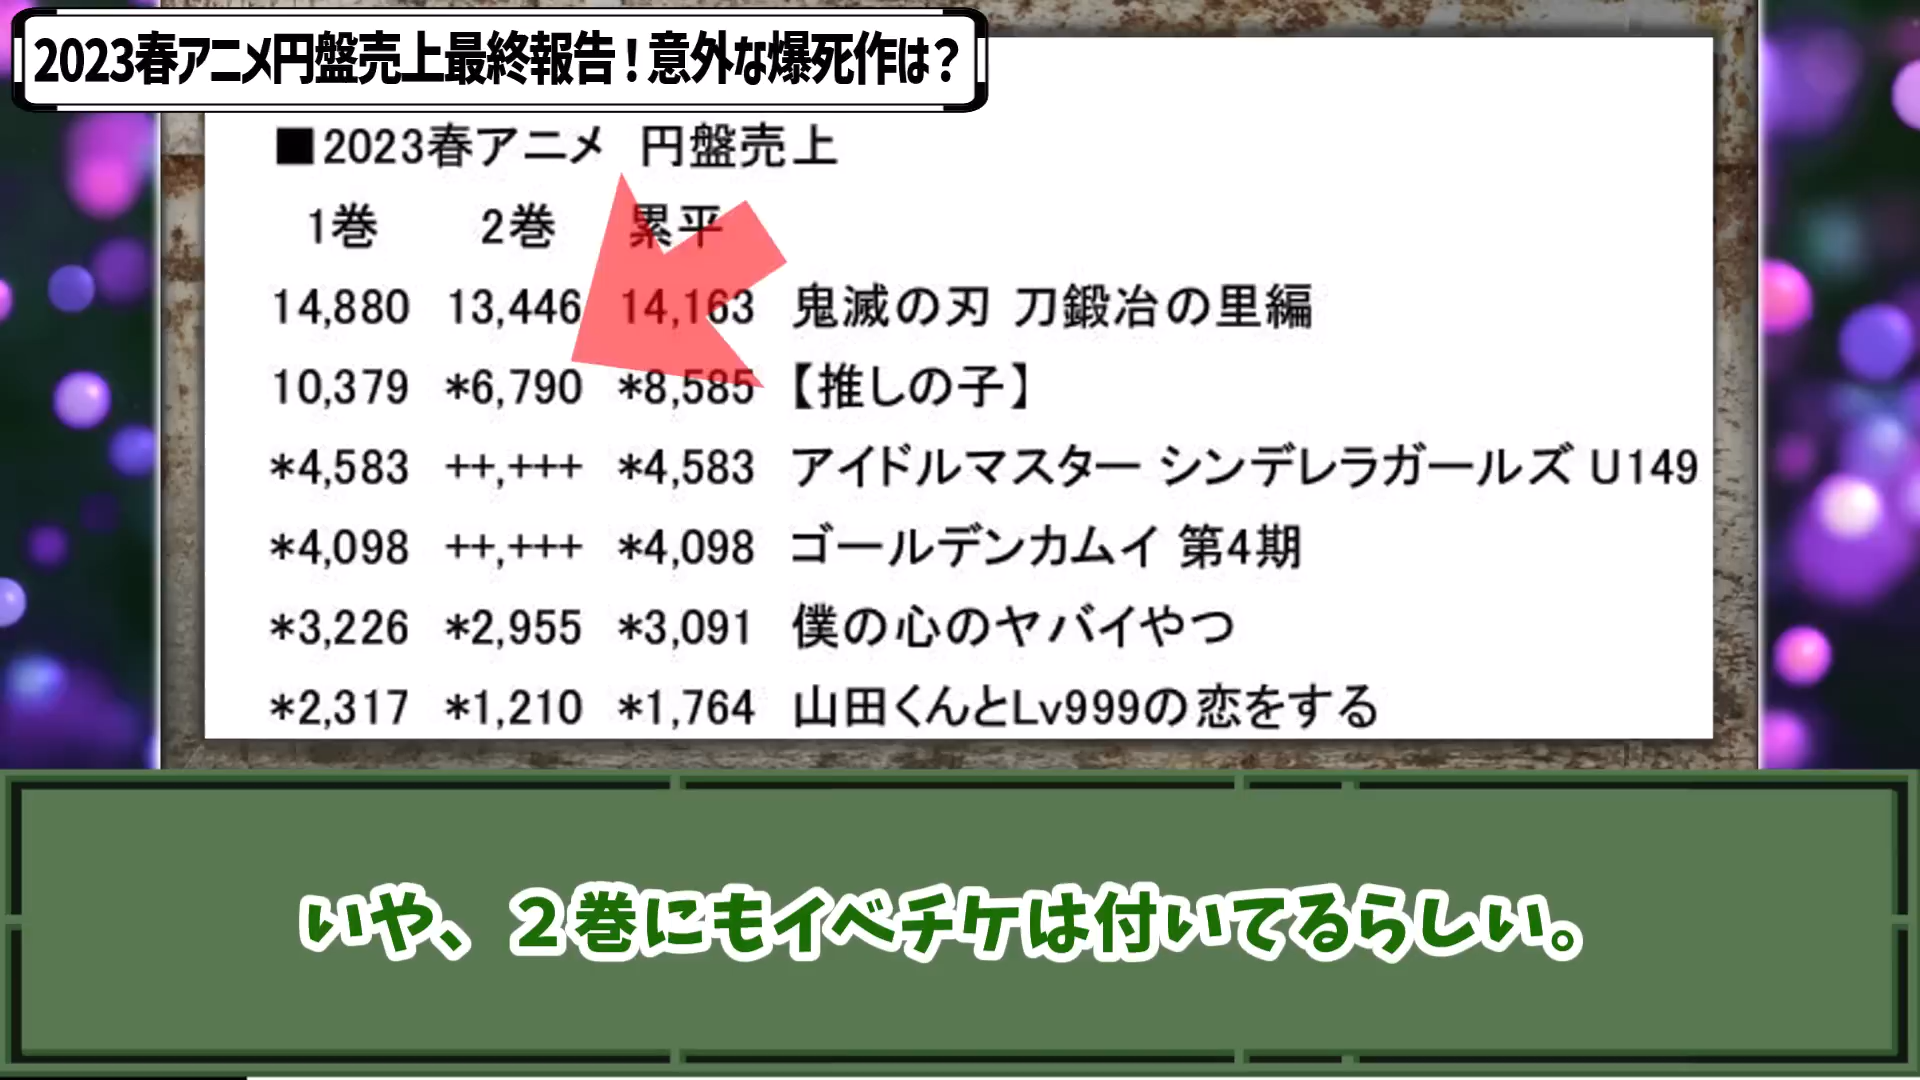 2023春アニメ円盤売上最終報告！意外な爆死作は？
■2023春アニメ　円盤売上
1巻　2巻　累平
14,880 13,446 14,163 鬼滅の刃 刀鍛冶の里編
10,379 *6,790 *8,585 【推しの子】
*4,583 ++,+++ *4,583 アイドルマスター シンデレラガールズ U149
*4,098 ++,+++ *4,098 ゴールデンカムイ 第4期
*3,226 *2,955 *3,091 僕の心のヤバイやつ
*2,317 *1,210 *1,764 山田くんとLv999の恋をする
いや、２巻にもイベチケは付いてるらしい。